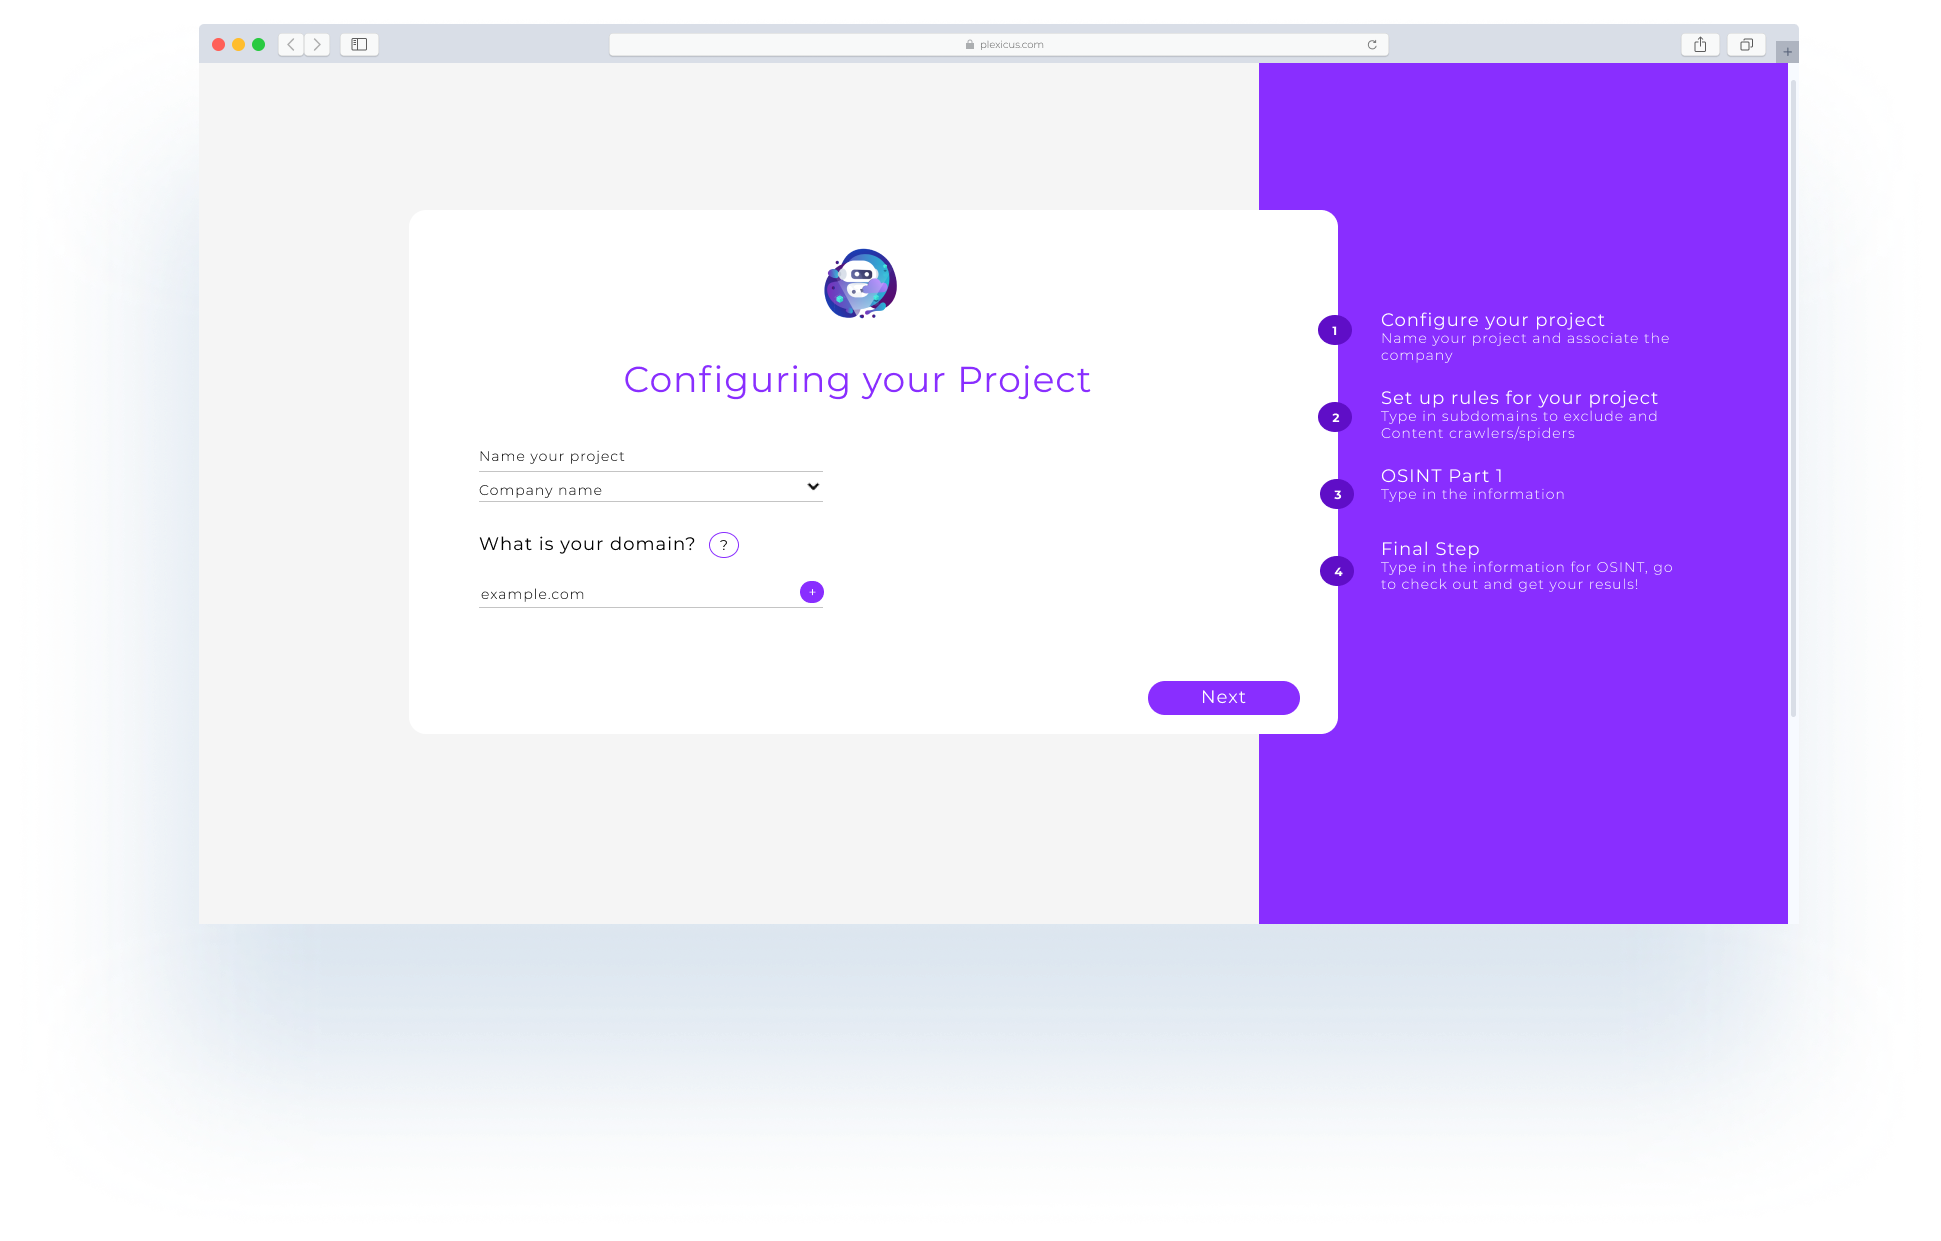 plexicus.com
Configuring your Project
Name your project
Company name
What is your domain? ?
example.com +
Next
1 Configure your project
Name your project and associate the
company
2 Set up rules for your project
Type in subdomains to exclude and
Content crawlers/spiders
3 OSINT Part 1
Type in the information
4 Final Step
Type in the information for OSINT, go
to check out and get your resuls!